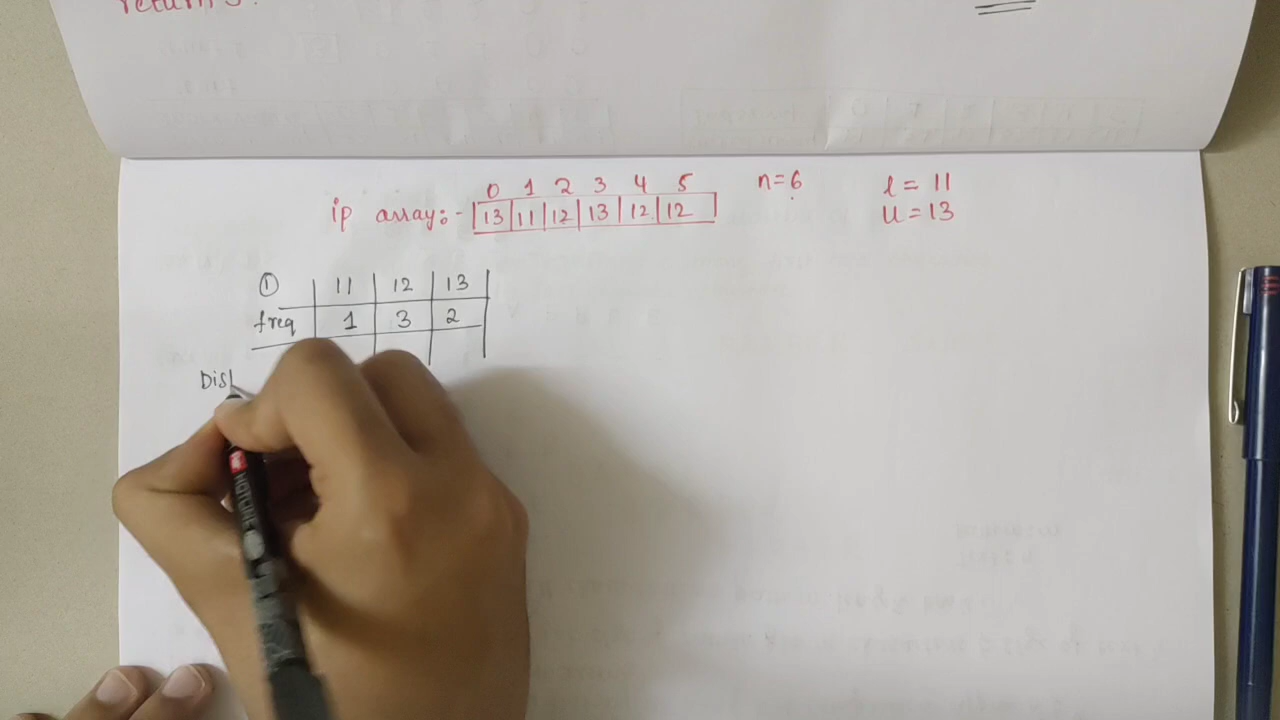 return S.
0 1 2 3 4 5 n=6 l = 11
ip array:- 13 11 12 13 12 12 u = 13
① 11 12 13
freq 1 3 2
Dis